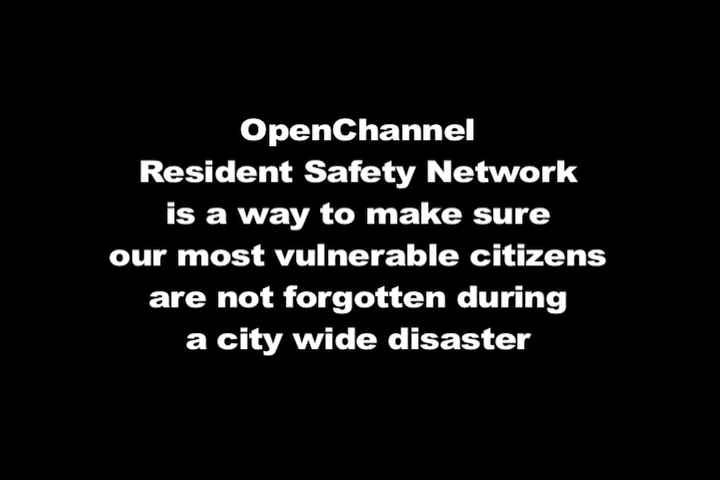 OpenChannel
Resident Safety Network
is a way to make sure
our most vulnerable citizens
are not forgotten during
a city wide disaster